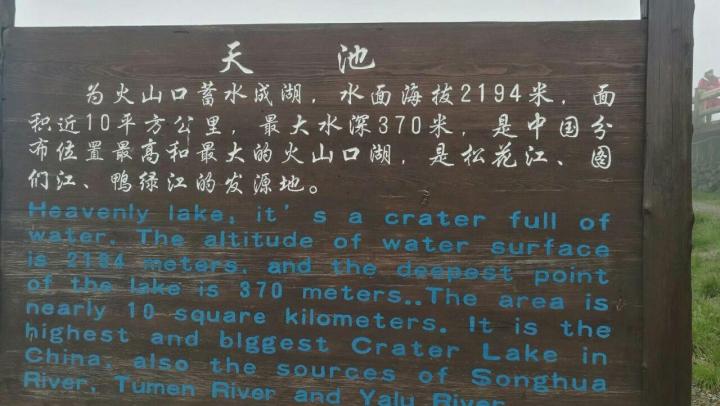 天 池
为火山口蓄水成湖，水面海拔2194米，面
积近10平方公里，最大水深370米，是中国分
布位置最高和最大的火山口湖，是松花江、图
们江、鸭绿江的发源地。
Heavenly lake, it's a crater full of
water. The altitude of water surface
is 2194 meters, and the deepest point
of the lake is 370 meters..The area is
nearly 10 square kilometers. It is the
highest and biggest Crater Lake in
China, also the sources of Songhua
River, Tumen River and Yalu River